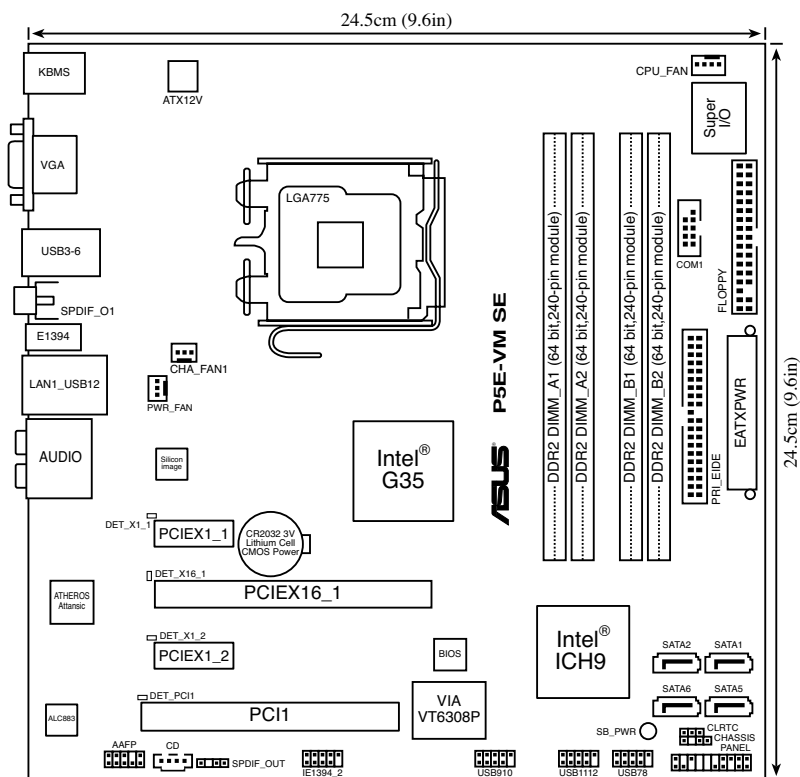 24.5cm (9.6in)
KBMS
ATX12V
CPU_FAN
Super I/O
VGA
LGA775
USB3-6
COM1
FLOPPY
SPDIF_O1
E1394
CHA_FAN1
LAN1_USB12
PWR_FAN
P5E-VM SE
DDR2 DIMM_A1 (64 bit,240-pin module)
DDR2 DIMM_A2 (64 bit,240-pin module)
DDR2 DIMM_B1 (64 bit,240-pin module)
DDR2 DIMM_B2 (64 bit,240-pin module)
EATXPWR
24.5cm (9.6in)
AUDIO
Silicon
image
Intel®
G35
ASUS®
PRI_EIDE
DET_X1_1
PCIEX1_1
CR2032 3V
Lithium Cell
CMOS Power
DET_X16_1
PCIEX16_1
ATHEROS
Attansic
DET_X1_2
PCIEX1_2
BIOS
Intel®
ICH9
SATA2
SATA1
DET_PCI1
PCI1
VIA
VT6308P
SATA6
SATA5
ALC883
SB_PWR
CLRTC
CHASSIS
PANEL
AAFP
CD
SPDIF_OUT
IE1394_2
USB910
USB1112
USB78